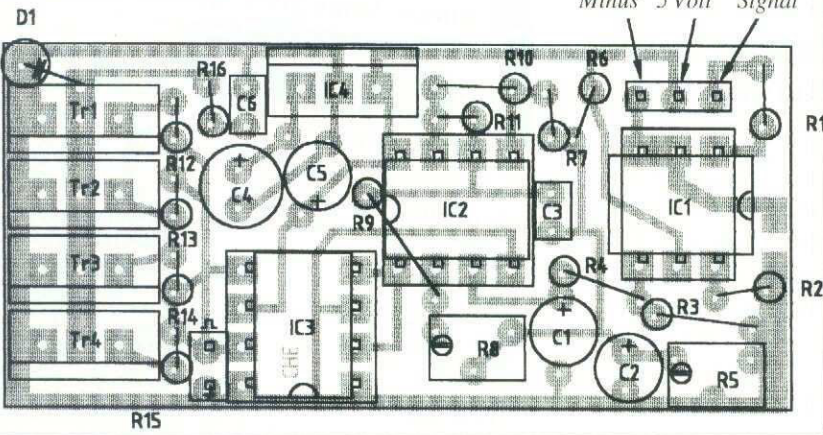 Minus 5 Volt Signal
D1
R16
R10
R6
C6
IC4
Tr1
R11
R1
R12
R7
C4
C5
Tr2
R9
IC2
C3
IC1
R13
Tr3
R4
R2
R14
IC3
C1
R3
Tr4
R8
C2
R5
R15